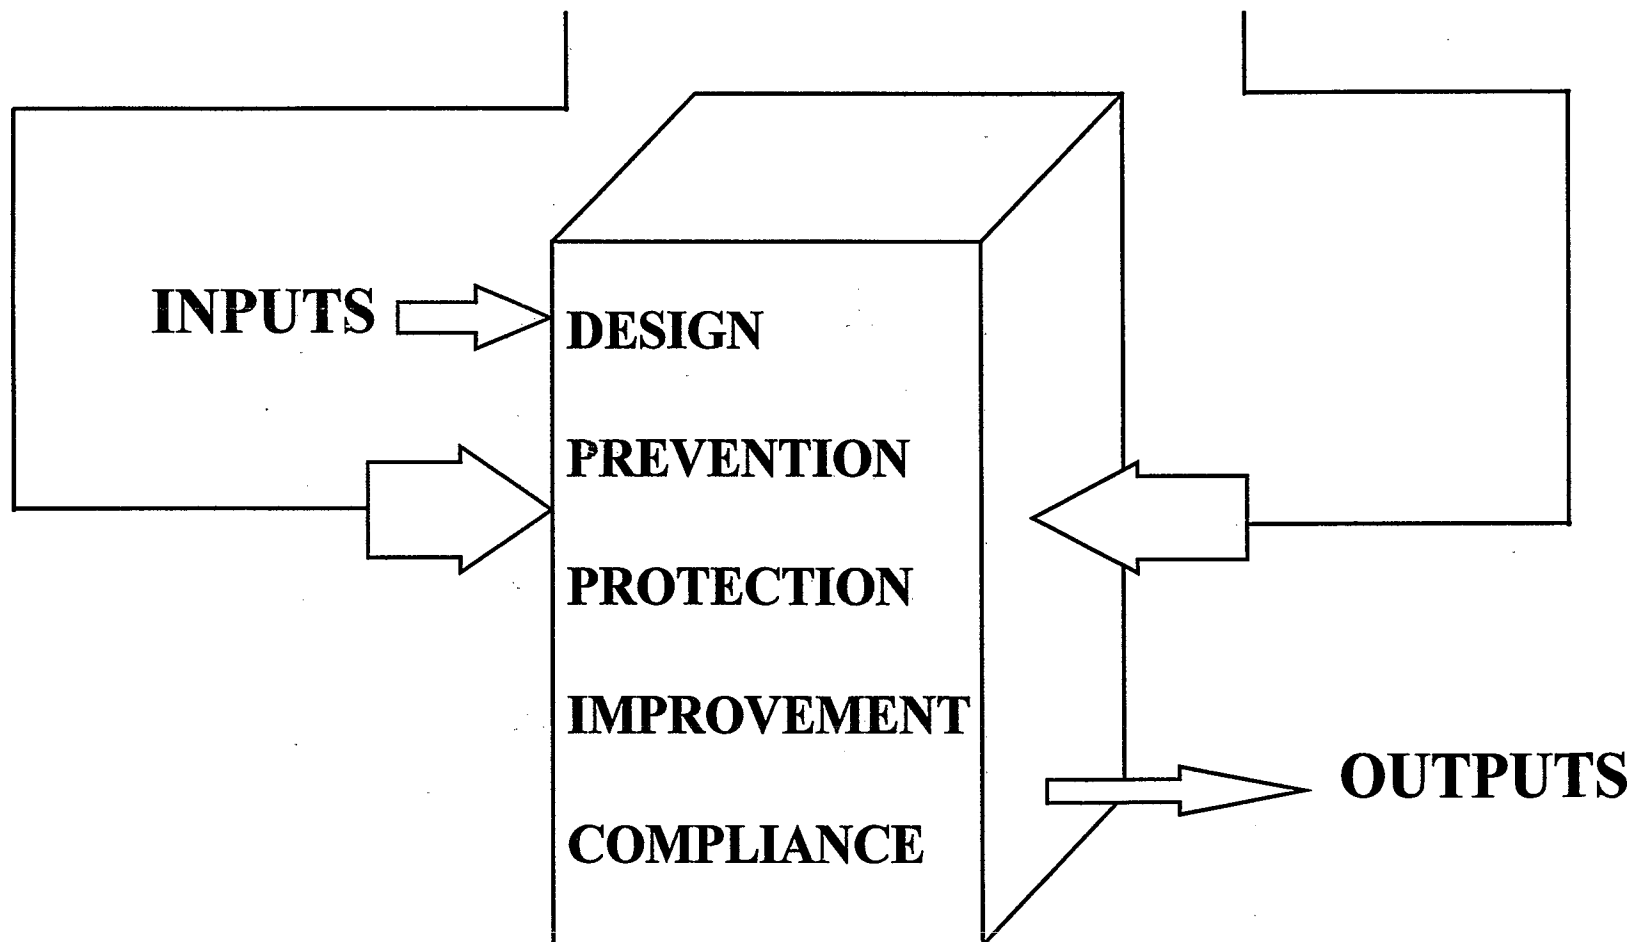 INPUTS
DESIGN
PREVENTION
PROTECTION
IMPROVEMENT
OUTPUTS
COMPLIANCE